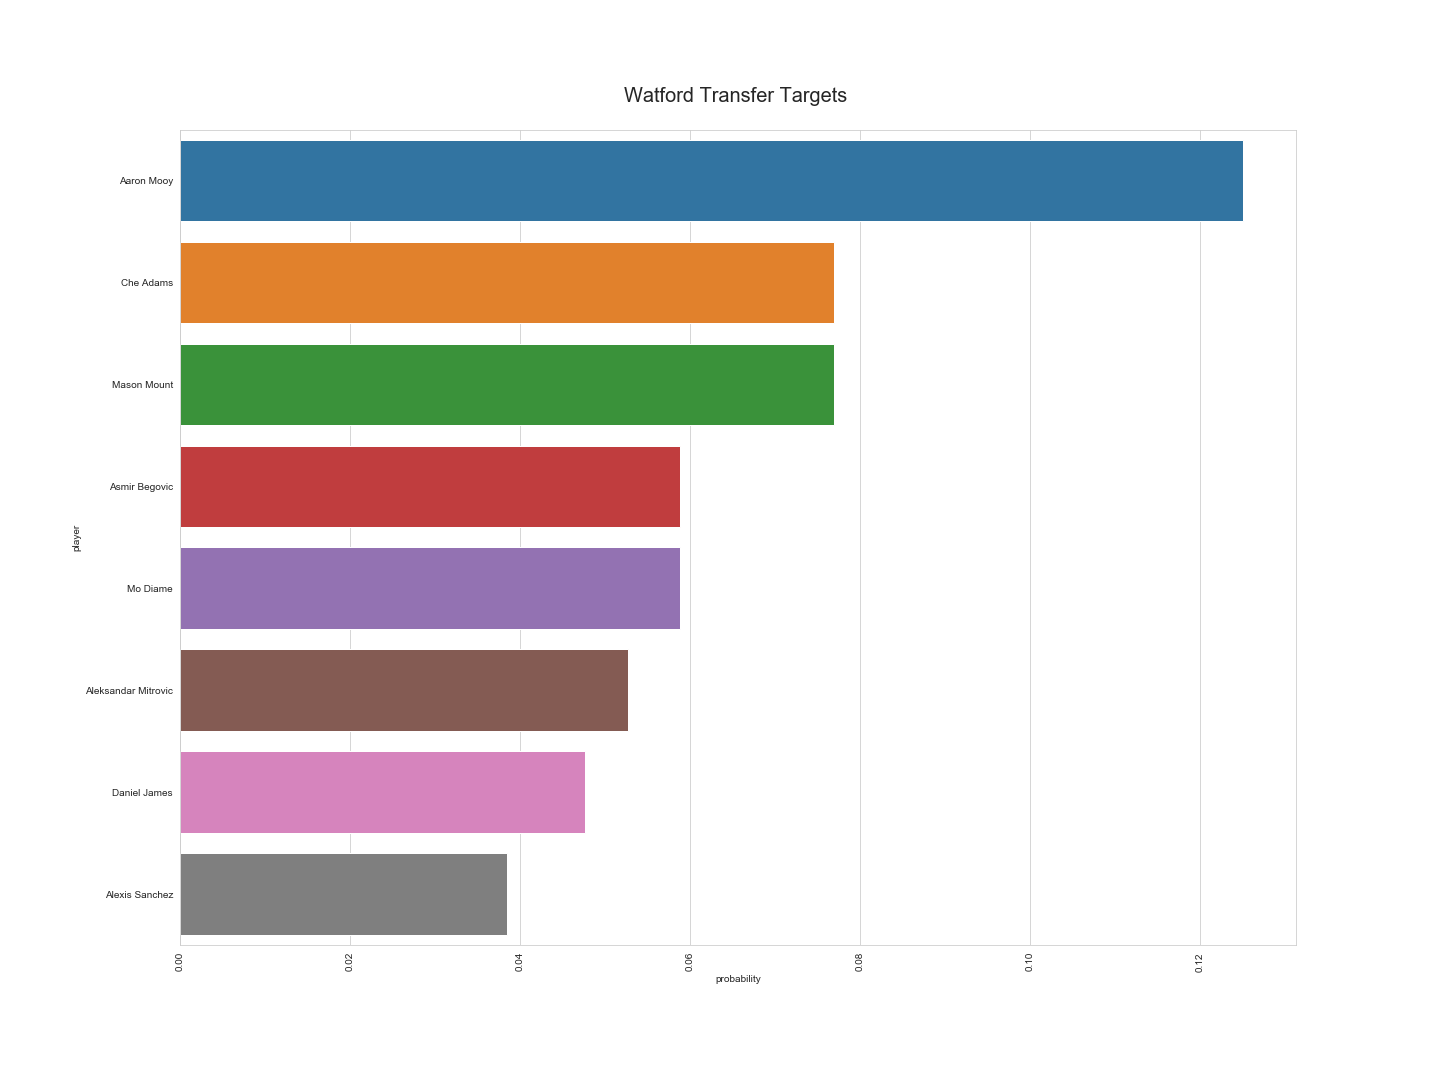 Watford Transfer Targets
Aaron Mooy
Che Adams
Mason Mount
Asmir Begovic
Mo Diame
Aleksandar Mitrovic
Daniel James
Alexis Sanchez
player
0.00
0.02
0.04
0.06
0.08
0.10
0.12
probability